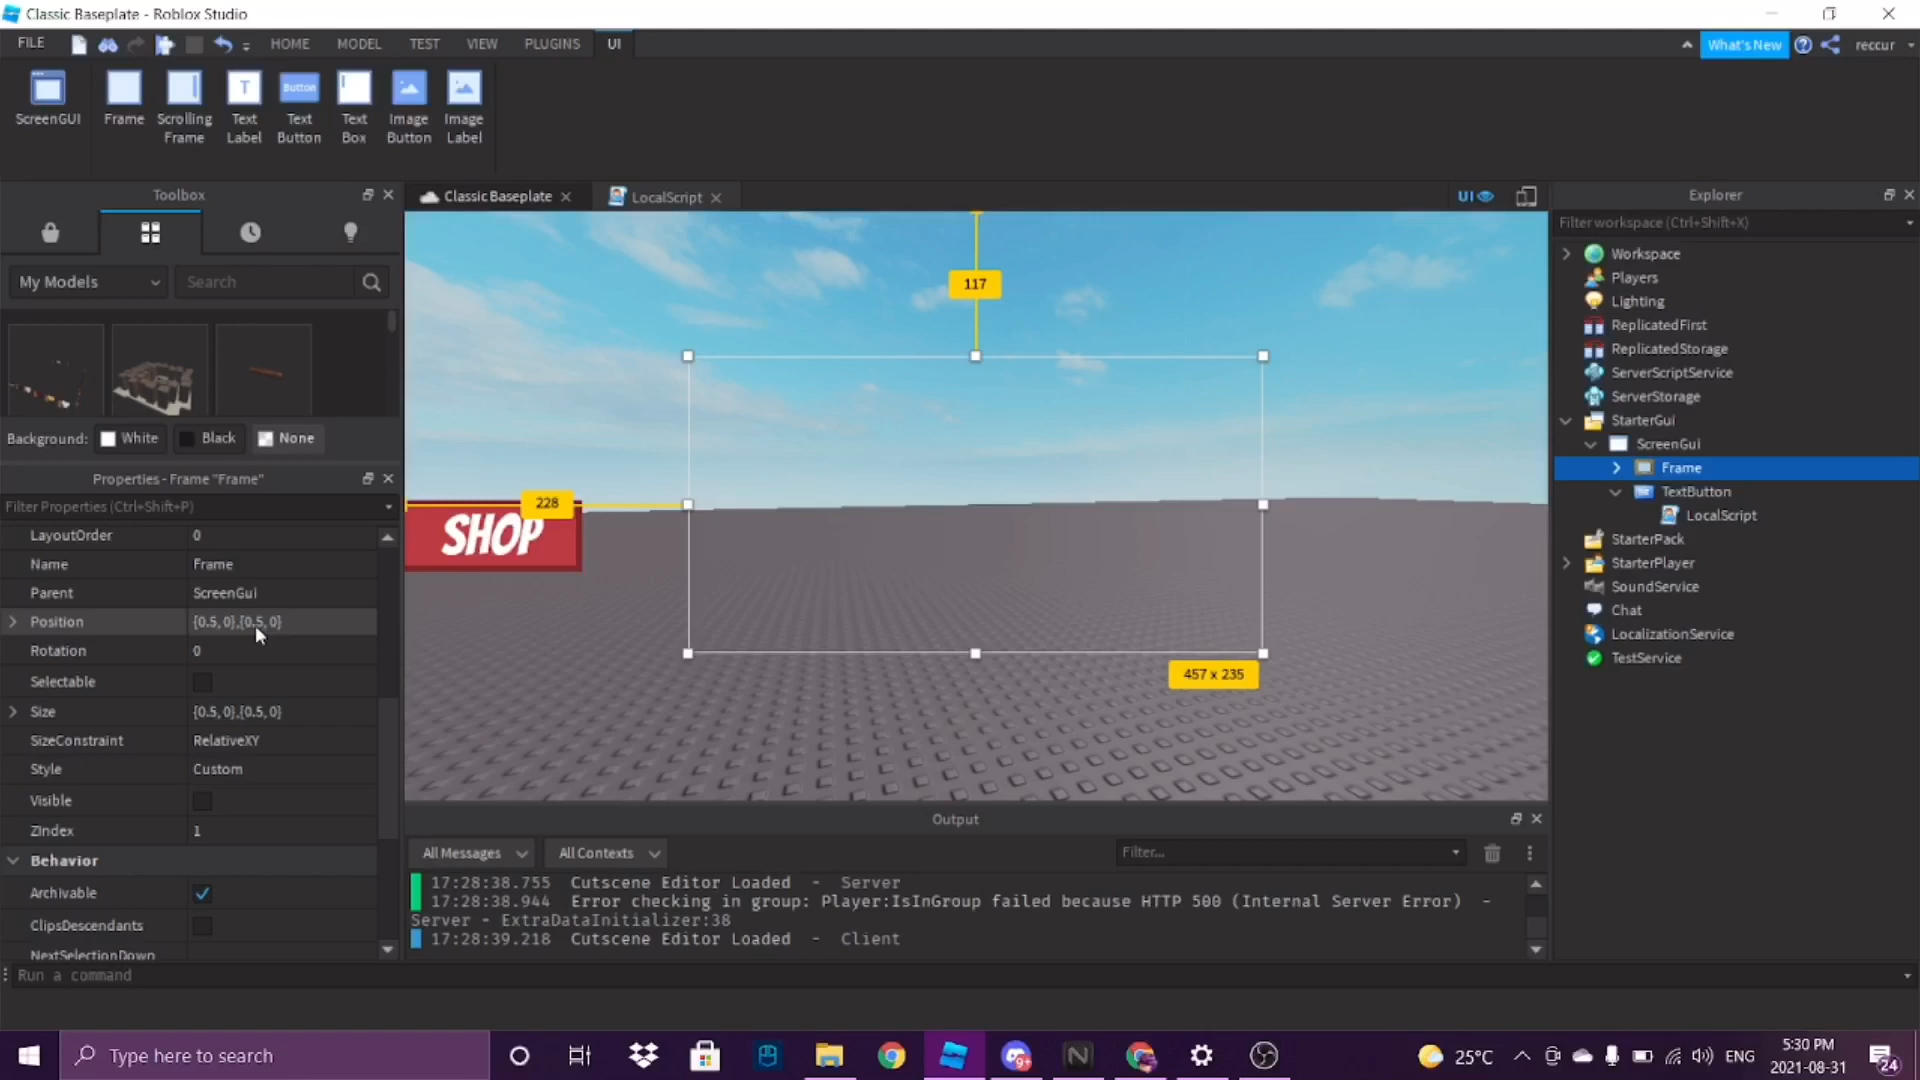 Classic Baseplate - Roblox Studio
FILE HOME MODEL TEST VIEW PLUGINS UI What's New reccur
ScreenGUI Frame Scrolling Frame Text Label Text Button Text Box Image Button Image Label
Button
T
Toolbox
My Models Search
Background: White Black None
Properties - Frame "Frame"
Filter Properties (Ctrl+Shift+P)
LayoutOrder 0
Name Frame
Parent ScreenGui
Position {0.5, 0},{0.5, 0}
Rotation 0
Selectable
Size {0.5, 0},{0.5, 0}
SizeConstraint RelativeXY
Style Custom
Visible
ZIndex 1
Behavior
Archivable
ClipsDescendants
NextSelectionDown
Classic Baseplate LocalScript UI
117
228
SHOP
457 x 235
Output
All Messages All Contexts Filter...
17:28:38.755 Cutscene Editor Loaded - Server
17:28:38.944 Error checking in group: Player:IsInGroup failed because HTTP 500 (Internal Server Error) -
Server - ExtraDataInitializer:38
17:28:39.218 Cutscene Editor Loaded - Client
Explorer
Filter workspace (Ctrl+Shift+X)
Workspace
Players
Lighting
ReplicatedFirst
ReplicatedStorage
ServerScriptService
ServerStorage
StarterGui
ScreenGui
Frame
TextButton
LocalScript
StarterPack
StarterPlayer
SoundService
Chat
LocalizationService
TestService
Run a command
Type here to search
9+
25°C ENG
5:30 PM
2021-08-31
24